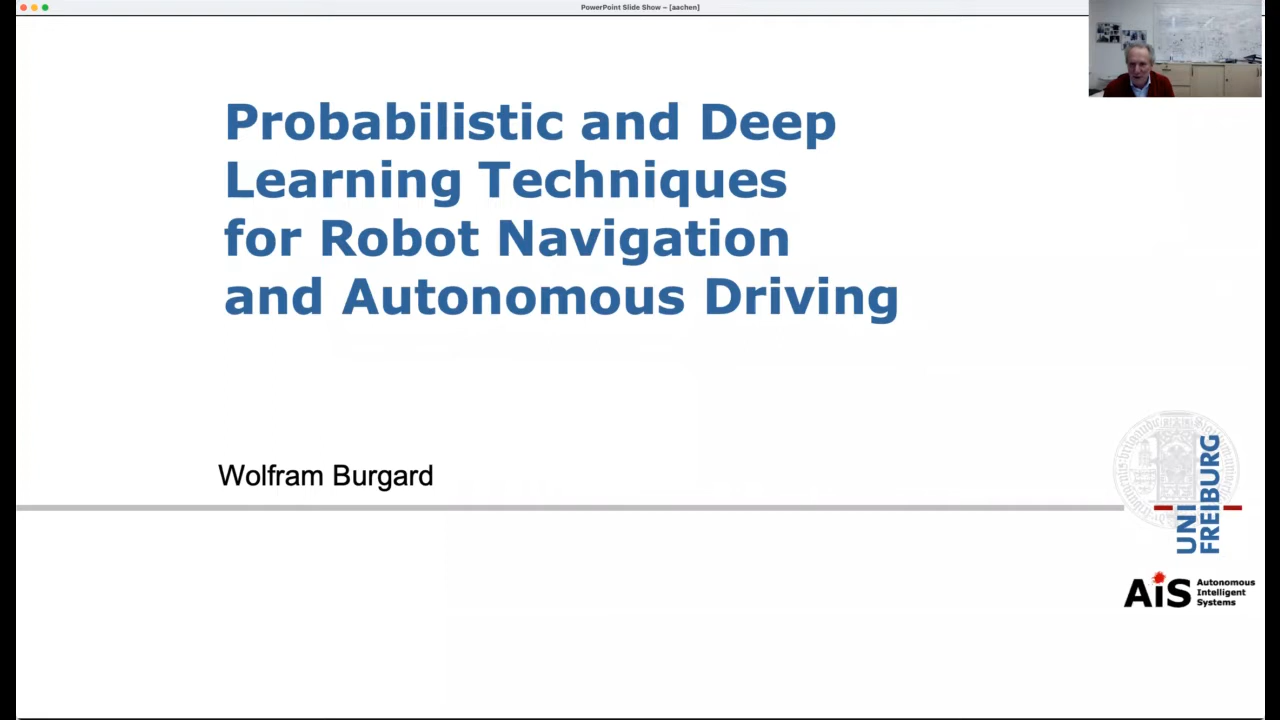 PowerPoint Slide Show – [aachen]
Probabilistic and Deep
Learning Techniques
for Robot Navigation
and Autonomous Driving
Wolfram Burgard
UNI
FREIBURG
AiS
Autonomous
Intelligent
Systems